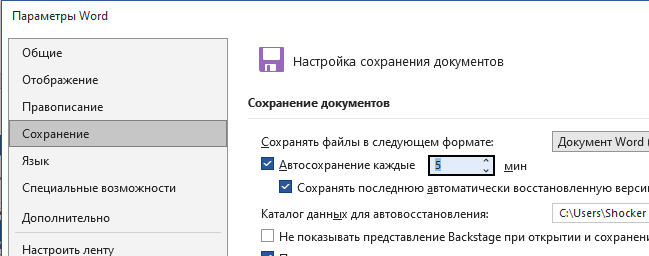 Параметры Word
Общие
Отображение
Правописание
Сохранение
Язык
Специальные возможности
Дополнительно
Настроить ленту
Настройка сохранения документов
Сохранение документов
Сохранять файлы в следующем формате: Документ Word (
Автосохранение каждые 5 мин
Сохранять последнюю автоматически восстановленную верси
Каталог данных для автовосстановления: C:\Users\Shocker
Не показывать представление Backstage при открытии и сохранени